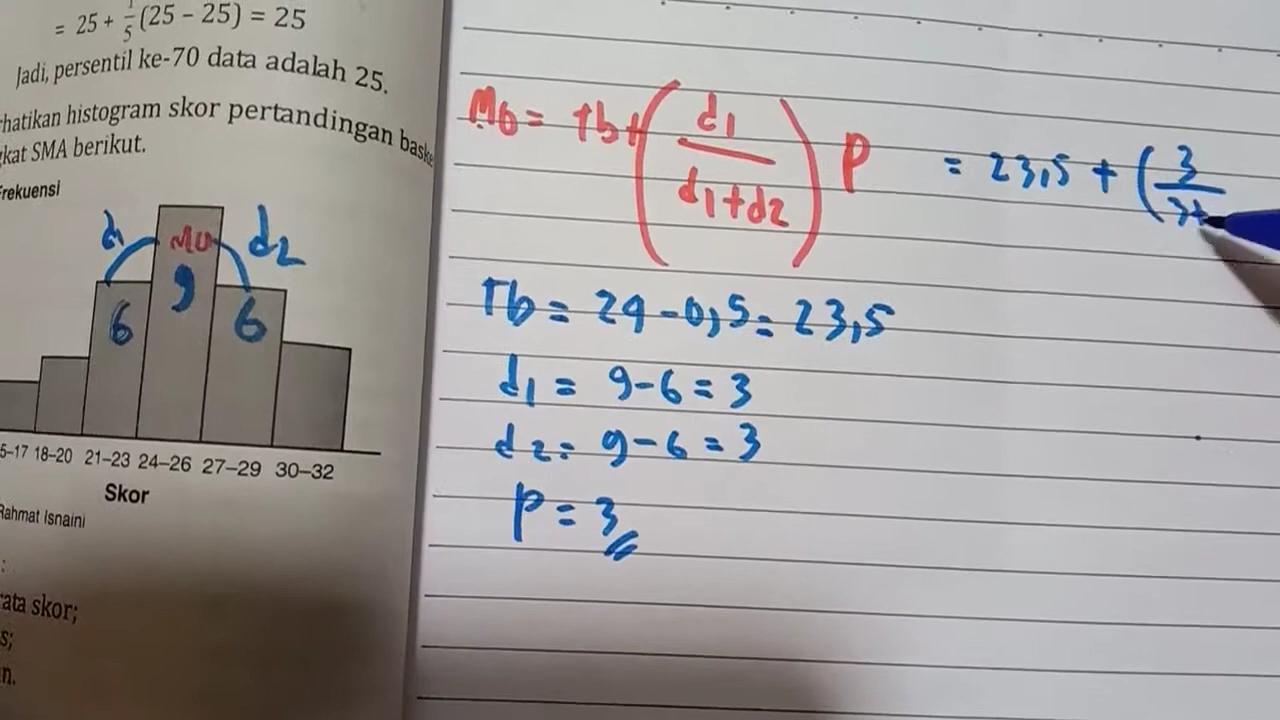 = 25 + 1/5 (25 − 25) = 25
Jadi, persentil ke-70 data adalah 25.
hatikan histogram skor pertandingan bask
gkat SMA berikut.
Frekuensi
d1 Mo d2
6 9 6
5–17 18–20 21–23 24–26 27–29 30–32
Skor
Rahmat Isnaini
:
ata skor;
s;
n.
Mo = Tb + (d1 / d1+d2) P
= 23,5 + (3 / 3+
Tb = 24 - 0,5 = 23,5
d1 = 9-6 = 3
d2 = 9-6 = 3
P = 3